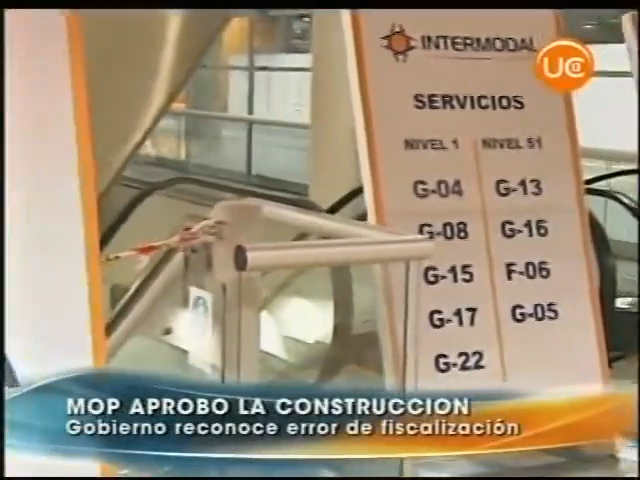 INTERMODAL
UC
SERVICIOS
NIVEL 1 NIVEL S1
G-04 G-13
G-08 G-16
G-15 F-06
G-17 G-05
G-22
MOP APROBO LA CONSTRUCCION
Gobierno reconoce error de fiscalización